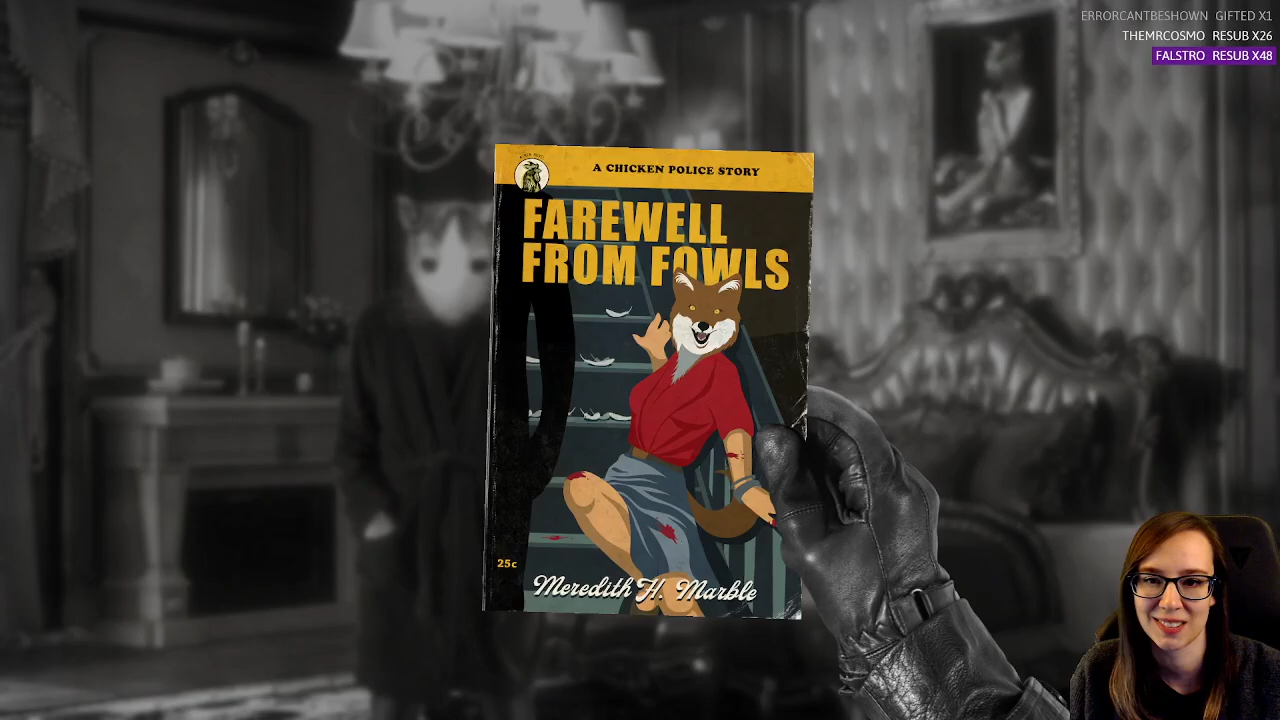 ERRORCANTBESHOWN GIFTED X1
THEMRCOSMO RESUB X26
FALSTRO RESUB X48
A CHICKEN POLICE STORY
FAREWELL
FROM FOWLS
25c
Meredith H. Marble